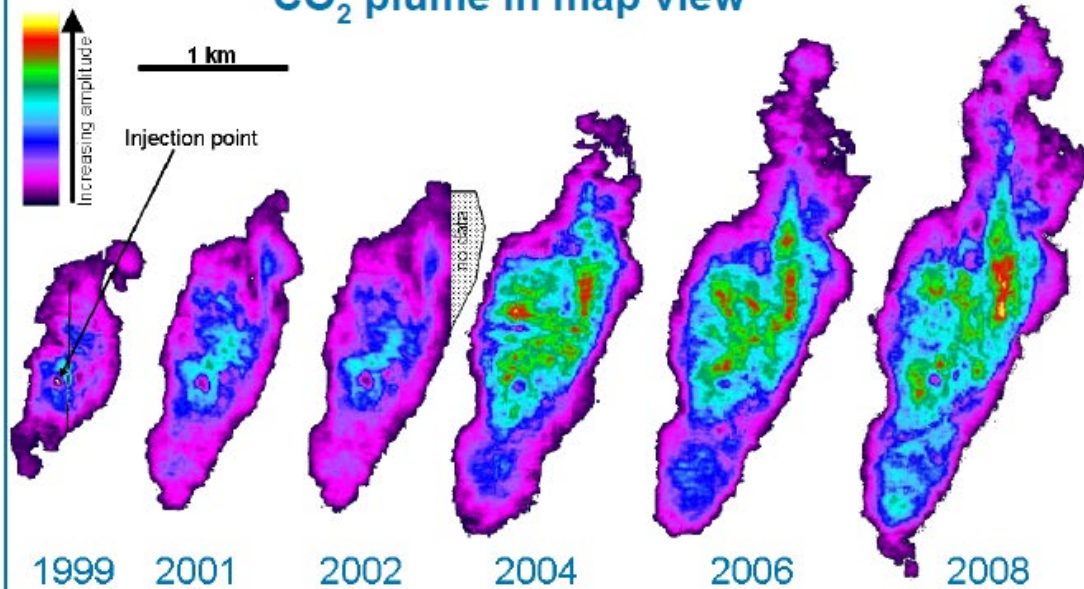 CO₂ plume in map view
1 km
Increasing amplitude
Injection point
no data
1999 2001 2002 2004 2006 2008